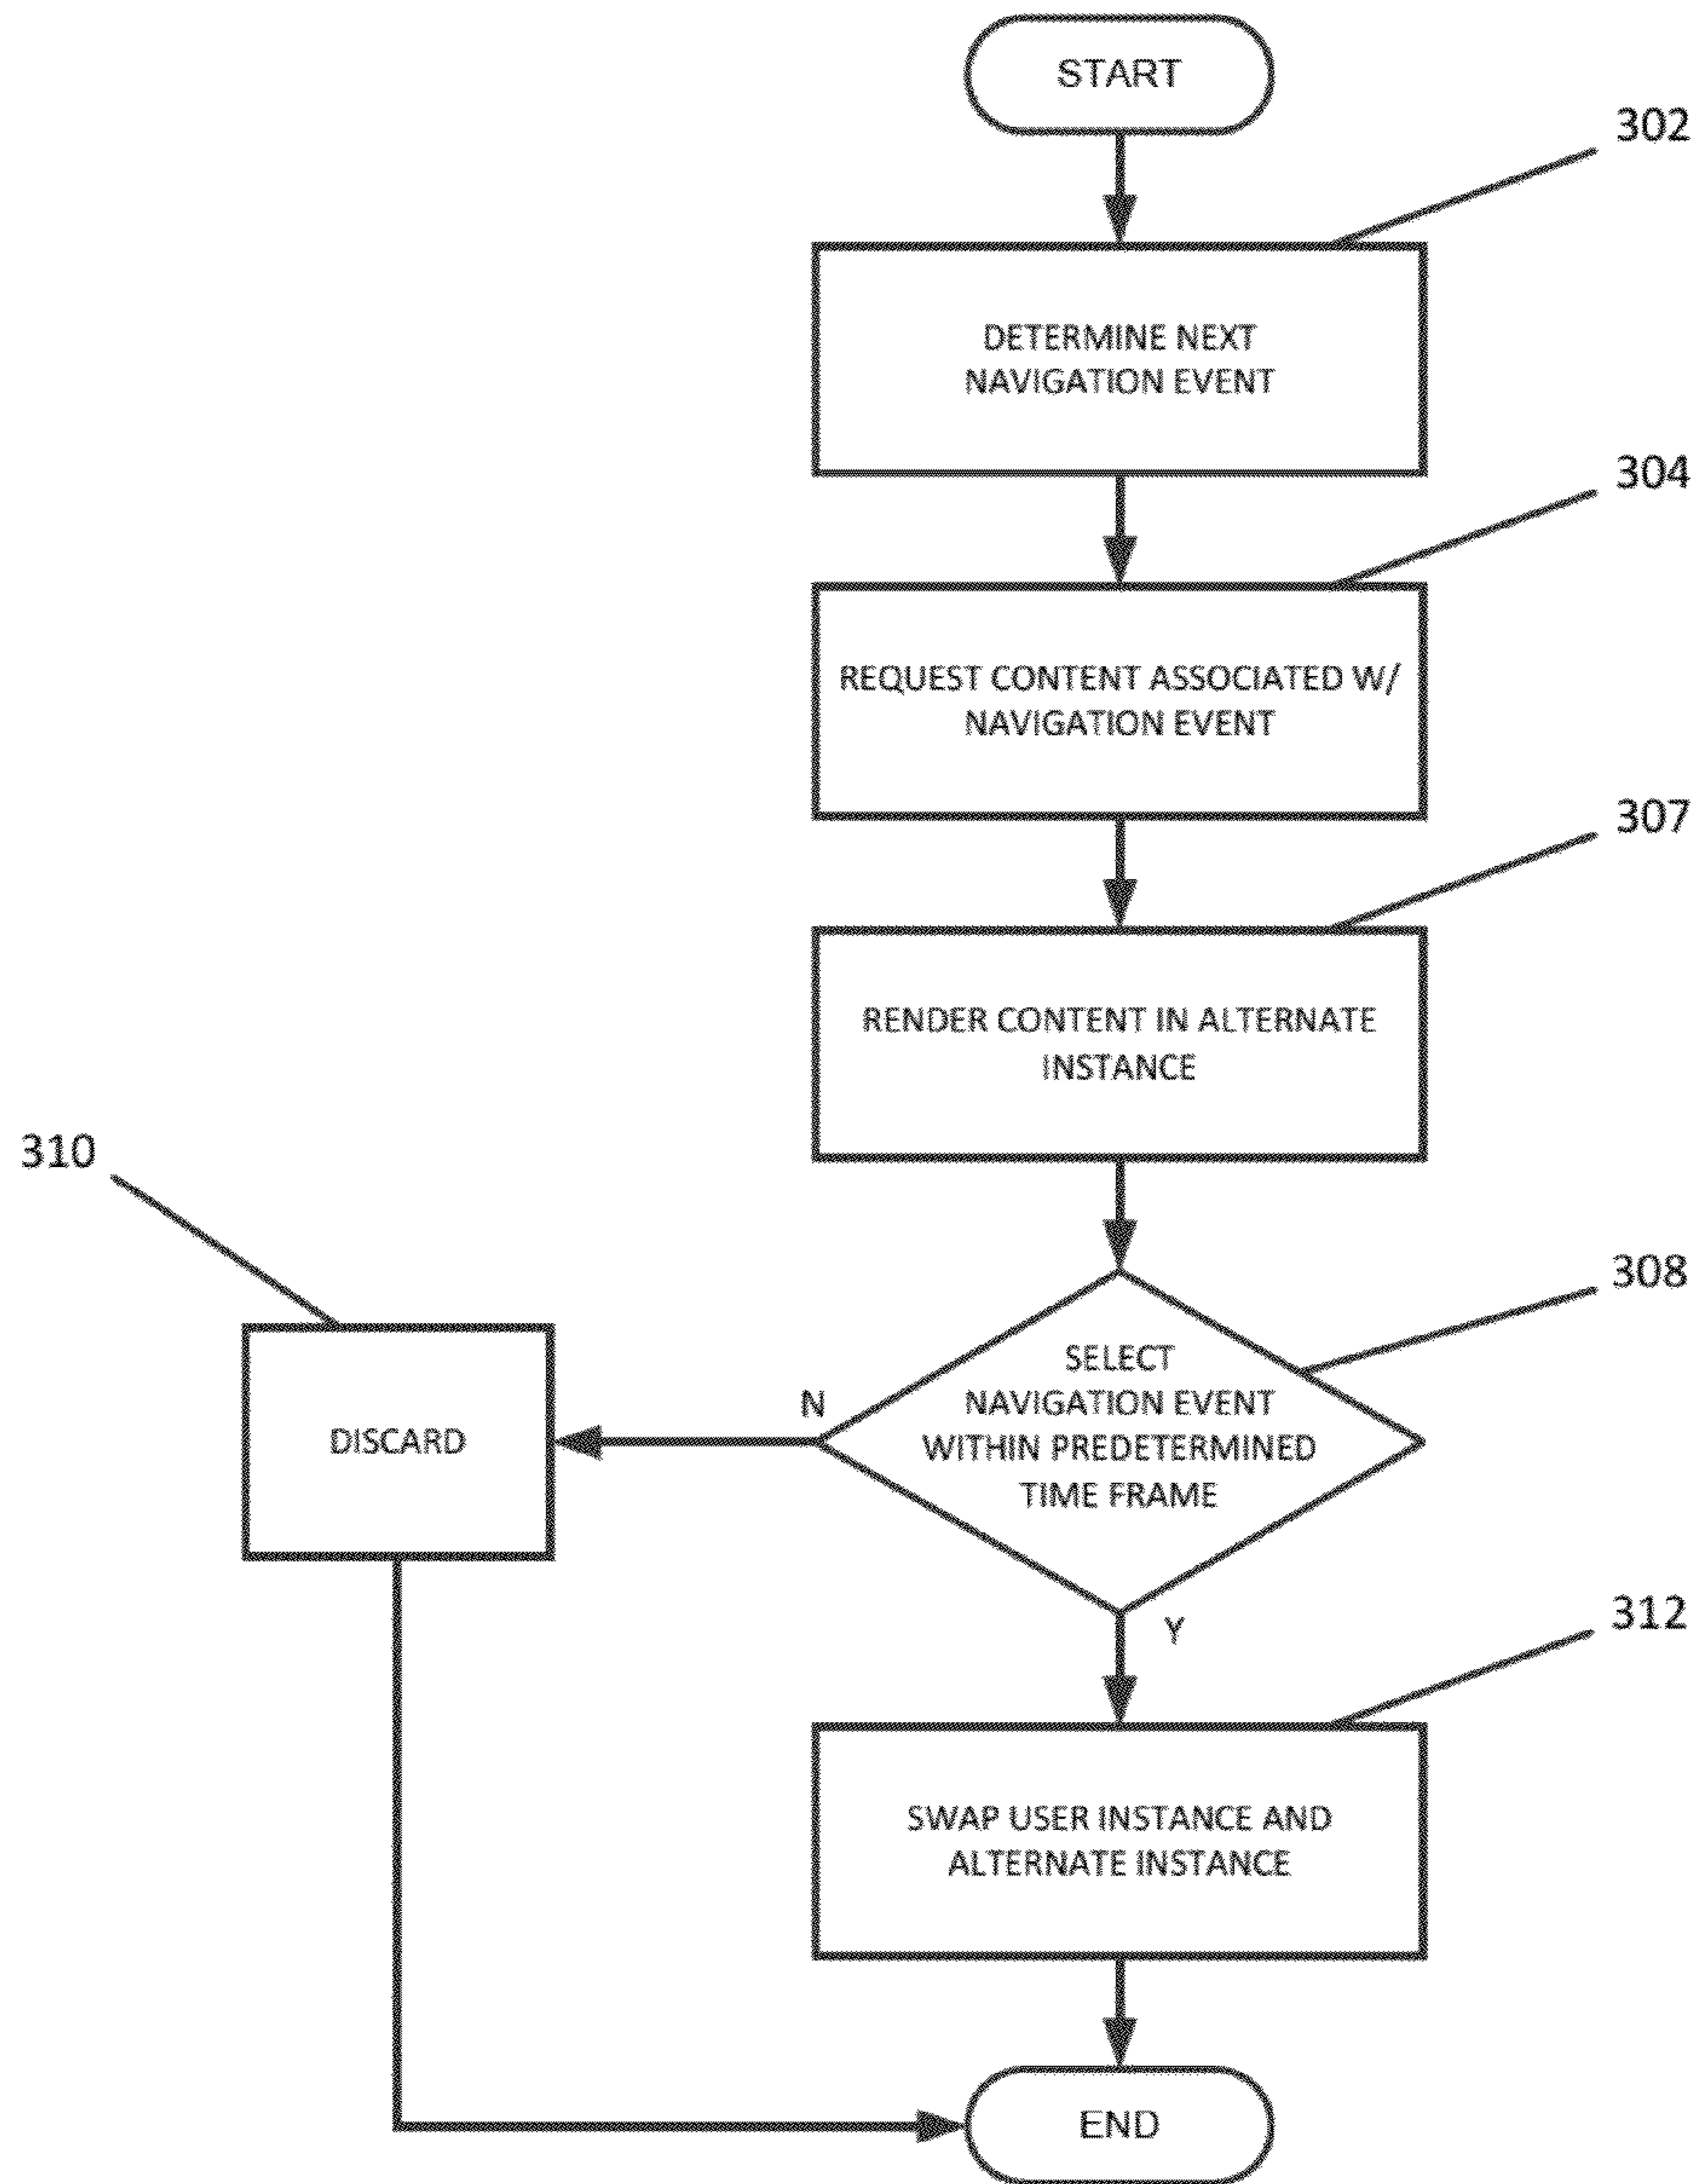 START
302
DETERMINE NEXT
NAVIGATION EVENT
304
REQUEST CONTENT ASSOCIATED W/
NAVIGATION EVENT
307
RENDER CONTENT IN ALTERNATE
INSTANCE
310
308
SELECT
NAVIGATION EVENT
WITHIN PREDETERMINED
TIME FRAME
N
DISCARD
Y
312
SWAP USER INSTANCE AND
ALTERNATE INSTANCE
END